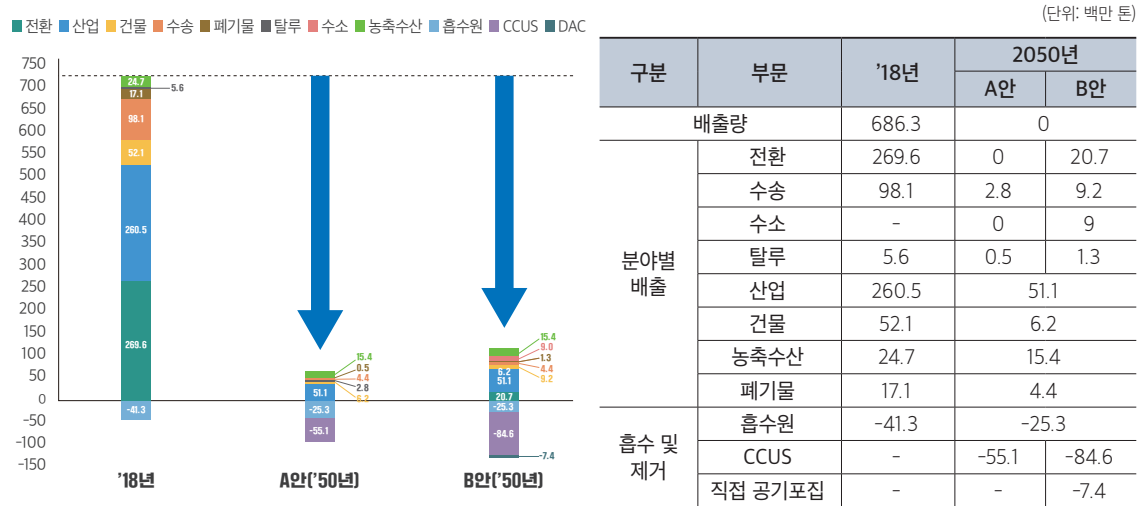 (단위: 백만 톤)
전환 산업 건물 수송 폐기물 탈루 수소 농축수산 흡수원 CCUS DAC
750
700
650
600
550
500
450
400
350
300
250
200
150
100
50
0
-50
-100
-150
24.7
5.6
17.1
98.1
52.1
260.5
269.6
-41.3
15.4
0.5
4.4
2.8
6.2
51.1
-25.3
-55.1
15.4
9.0
1.3
4.4
9.2
6.2
51.1
20.7
-25.3
-84.6
-7.4
'18년 A안('50년) B안('50년)
구분 부문 '18년 2050년
A안 B안
배출량 686.3 0
분야별 배출
전환 269.6 0 20.7
수송 98.1 2.8 9.2
수소 - 0 9
탈루 5.6 0.5 1.3
산업 260.5 51.1
건물 52.1 6.2
농축수산 24.7 15.4
폐기물 17.1 4.4
흡수 및 제거
흡수원 -41.3 -25.3
CCUS - -55.1 -84.6
직접 공기포집 - - -7.4